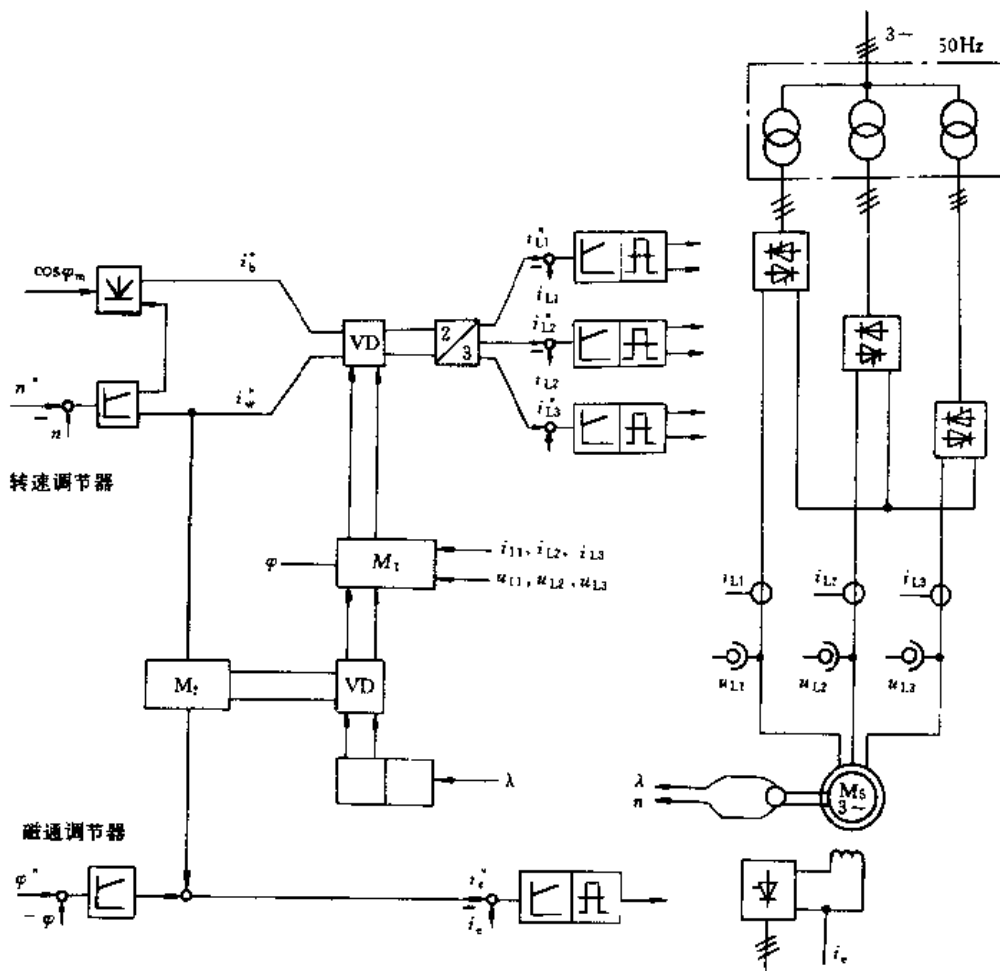 3~
50Hz
cosφm
i*b
VD
2
3
i*L1
−
iL1
i*L2
−
iL2
i*L3
n*
−
n
i*w
转速调节器
φ
M1
iL1、iL2、iL3
uL1,uL2、uL3
VD
λ
iL1
iL2
iL3
uL1
uL2
uL3
λ
n
MS
3~
磁通调节器
φ*
−φ
i*e
−
ie
ie